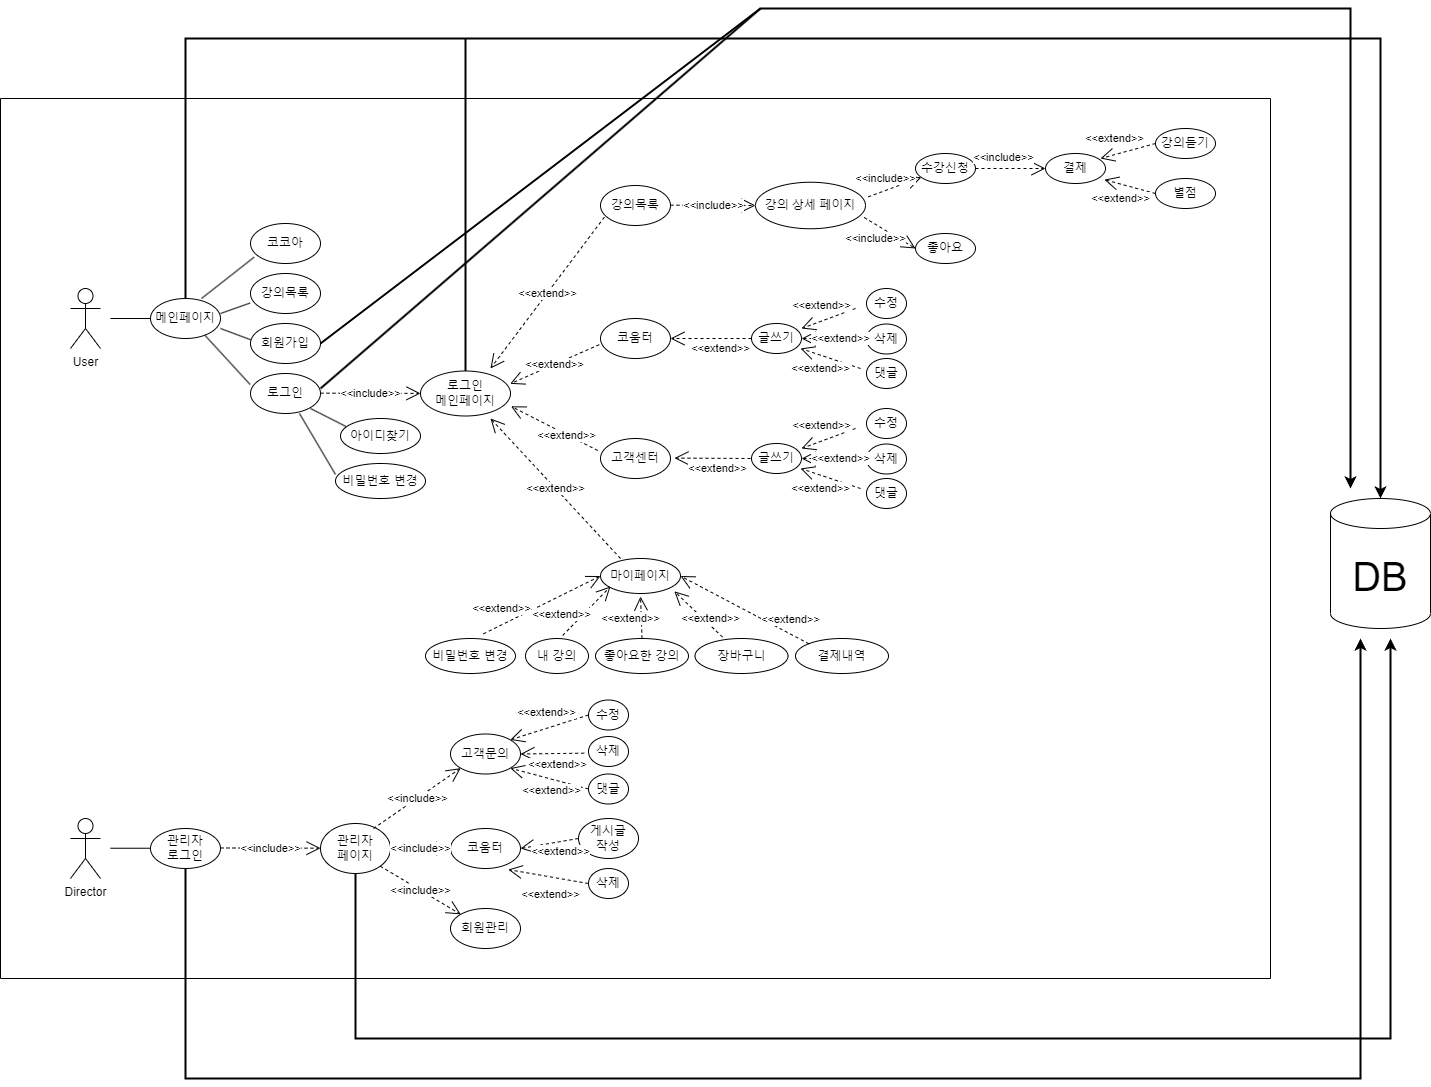 <<extend>>
강의듣기
수강신청
<<include>>
결제
<<include>>
강의목록
<<include>>
강의 상세 페이지
별점
<<extend>>
<<include>>
좋아요
코코아
강의목록
<<extend>>
User
메인페이지
회원가입
로그인
<<include>>
로그인
메인페이지
아이디찾기
비밀번호 변경
코움터
<<extend>>
<<extend>>
글쓰기
<<extend>>
수정
<<extend>>
삭제
<<extend>>
댓글
<<extend>>
고객센터
<<extend>>
글쓰기
<<extend>>
수정
<<extend>>
삭제
<<extend>>
댓글
<<extend>>
DB
마이페이지
<<extend>>
<<extend>>
<<extend>>
<<extend>>
<<extend>>
비밀번호 변경
내 강의
좋아요한 강의
장바구니
결제내역
<<extend>>
수정
고객문의
삭제
<<extend>>
<<extend>>
댓글
<<include>>
Director
관리자
로그인
<<include>>
관리자
페이지
<<include>>
코움터
게시글
작성
<<extend>>
삭제
<<extend>>
<<include>>
회원관리